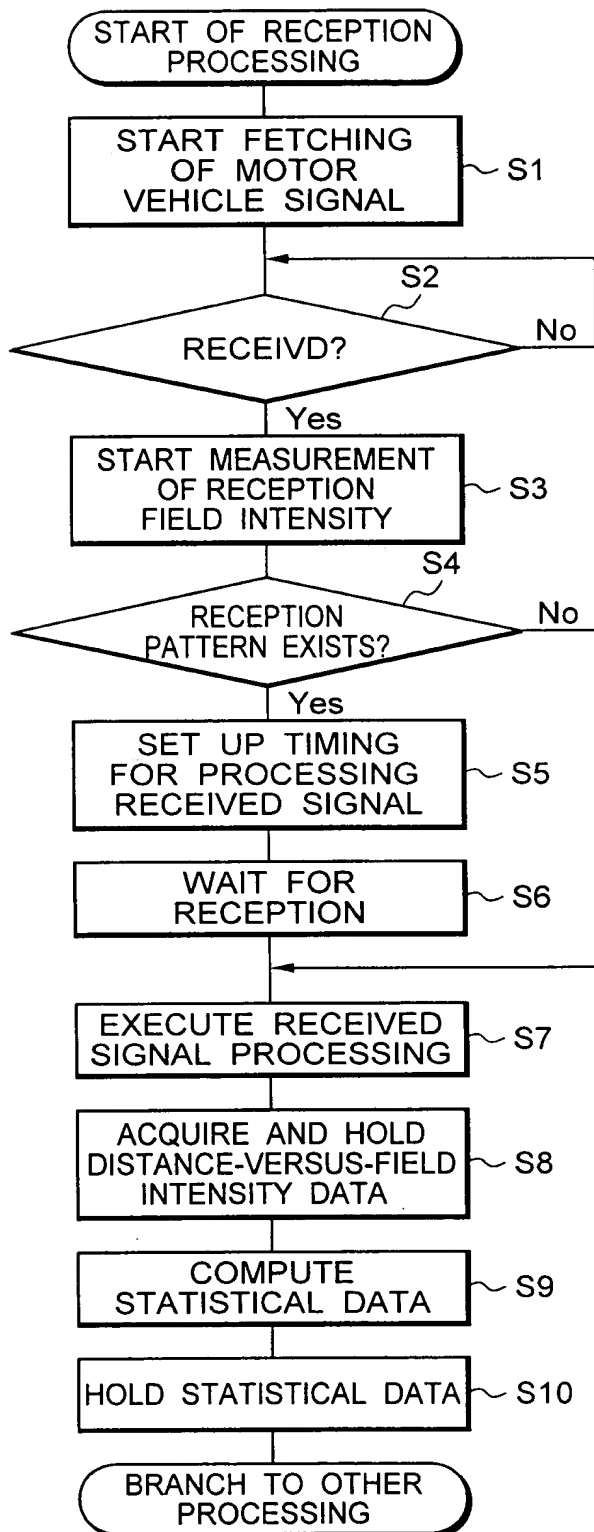 START OF RECEPTION
PROCESSING
START FETCHING
OF MOTOR
VEHICLE SIGNAL
S1
S2
RECEIVD?
No
Yes
START MEASUREMENT
OF RECEPTION
FIELD INTENSITY
S3
S4
RECEPTION
PATTERN EXISTS?
No
Yes
SET UP TIMING
FOR PROCESSING
RECEIVED SIGNAL
S5
WAIT FOR
RECEPTION
S6
EXECUTE RECEIVED
SIGNAL PROCESSING
S7
ACQUIRE AND HOLD
DISTANCE-VERSUS-FIELD
INTENSITY DATA
S8
COMPUTE
STATISTICAL DATA
S9
HOLD STATISTICAL DATA
S10
BRANCH TO OTHER
PROCESSING